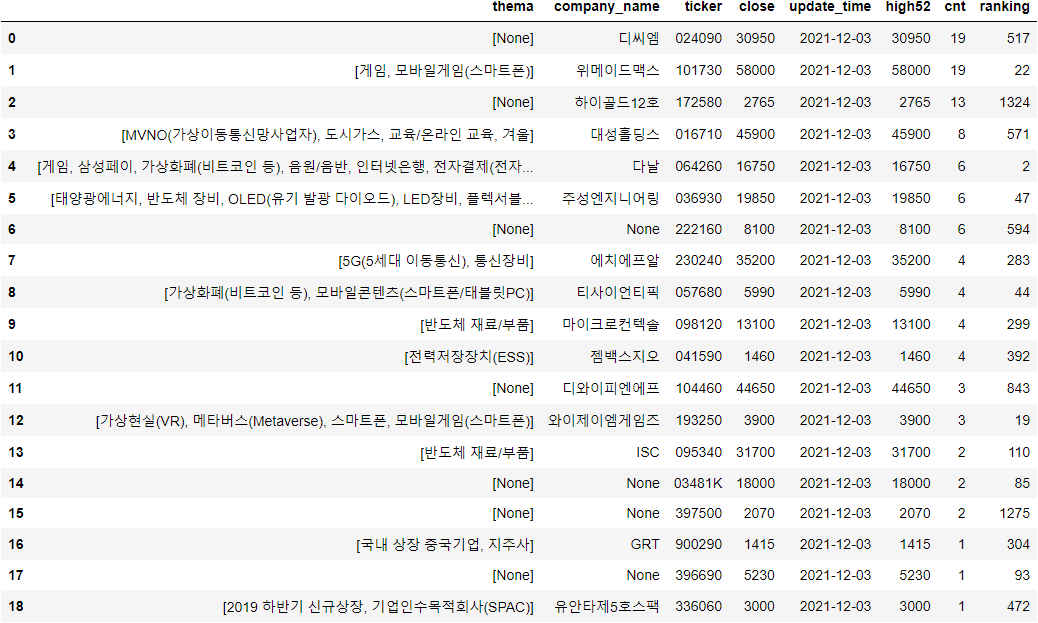 thema company_name ticker close update_time high52 cnt ranking
0 [None] 디씨엠 024090 30950 2021-12-03 30950 19 517
1 [게임, 모바일게임(스마트폰)] 위메이드맥스 101730 58000 2021-12-03 58000 19 22
2 [None] 하이골드12호 172580 2765 2021-12-03 2765 13 1324
3 [MVNO(가상이동통신망사업자), 도시가스, 교육/온라인 교육, 겨울] 대성홀딩스 016710 45900 2021-12-03 45900 8 571
4 [게임, 삼성페이, 가상화폐(비트코인 등), 음원/음반, 인터넷은행, 전자결제(전자... 다날 064260 16750 2021-12-03 16750 6 2
5 [태양광에너지, 반도체 장비, OLED(유기 발광 다이오드), LED장비, 플렉서블... 주성엔지니어링 036930 19850 2021-12-03 19850 6 47
6 [None] None 222160 8100 2021-12-03 8100 6 594
7 [5G(5세대 이동통신), 통신장비] 에치에프알 230240 35200 2021-12-03 35200 4 283
8 [가상화폐(비트코인 등), 모바일콘텐츠(스마트폰/태블릿PC)] 티사이언티픽 057680 5990 2021-12-03 5990 4 44
9 [반도체 재료/부품] 마이크로컨텍솔 098120 13100 2021-12-03 13100 4 299
10 [전력저장장치(ESS)] 젬백스지오 041590 1460 2021-12-03 1460 4 392
11 [None] 디와이피엔에프 104460 44650 2021-12-03 44650 3 843
12 [가상현실(VR), 메타버스(Metaverse), 스마트폰, 모바일게임(스마트폰)] 와이제이엠게임즈 193250 3900 2021-12-03 3900 3 19
13 [반도체 재료/부품] ISC 095340 31700 2021-12-03 31700 2 110
14 [None] None 03481K 18000 2021-12-03 18000 2 85
15 [None] None 397500 2070 2021-12-03 2070 2 1275
16 [국내 상장 중국기업, 지주사] GRT 900290 1415 2021-12-03 1415 1 304
17 [None] None 396690 5230 2021-12-03 5230 1 93
18 [2019 하반기 신규상장, 기업인수목적회사(SPAC)] 유안타제5호스팩 336060 3000 2021-12-03 3000 1 472